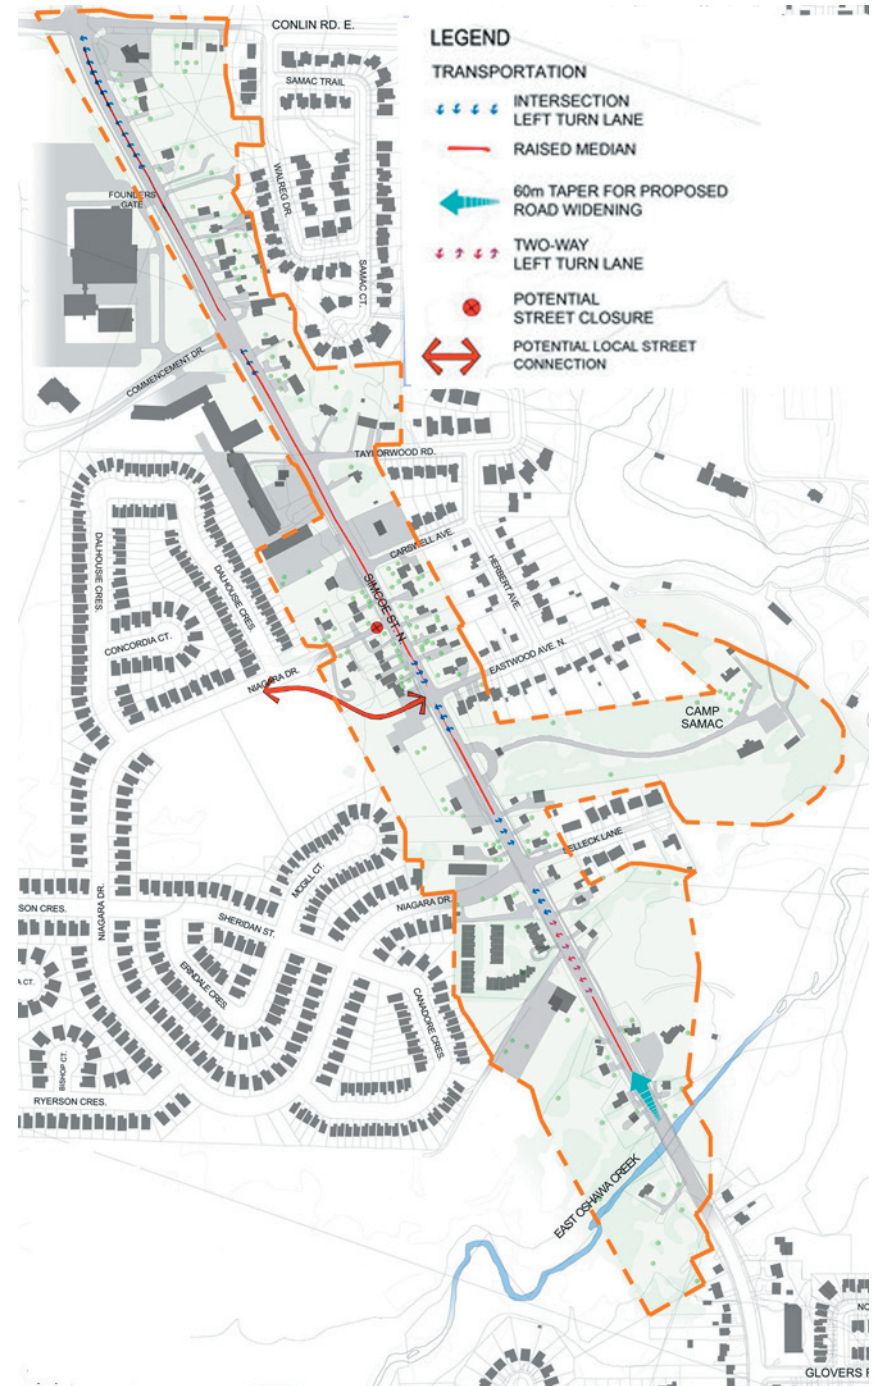 CONLIN RD. E.
SAMAC TRAIL
WALREG DR.
FOUNDERS
GATE
SAMAC CT.
COMMENCEMENT DR.
LEGEND
TRANSPORTATION
INTERSECTION
LEFT TURN LANE
RAISED MEDIAN
60m TAPER FOR PROPOSED
ROAD WIDENING
TWO-WAY
LEFT TURN LANE
POTENTIAL
STREET CLOSURE
POTENTIAL LOCAL STREET
CONNECTION
TAYLORWOOD RD.
CARSWELL AVE.
HERBERT AVE.
SIMCOE ST. N.
DALHOUSIE CRES.
DALHOUSIE CRES.
CONCORDIA CT.
NIAGARA DR.
EASTWOOD AVE. N.
CAMP
SAMAC
SELLECK LANE
MCGILL CT.
NIAGARA DR.
NIAGARA DR.
SON CRES.
SHERIDAN ST.
ERINDALE CRES.
CANADORE CRES.
A CT.
BISHOP CT.
RYERSON CRES.
EAST OSHAWA CREEK
NO
GLOVERS R